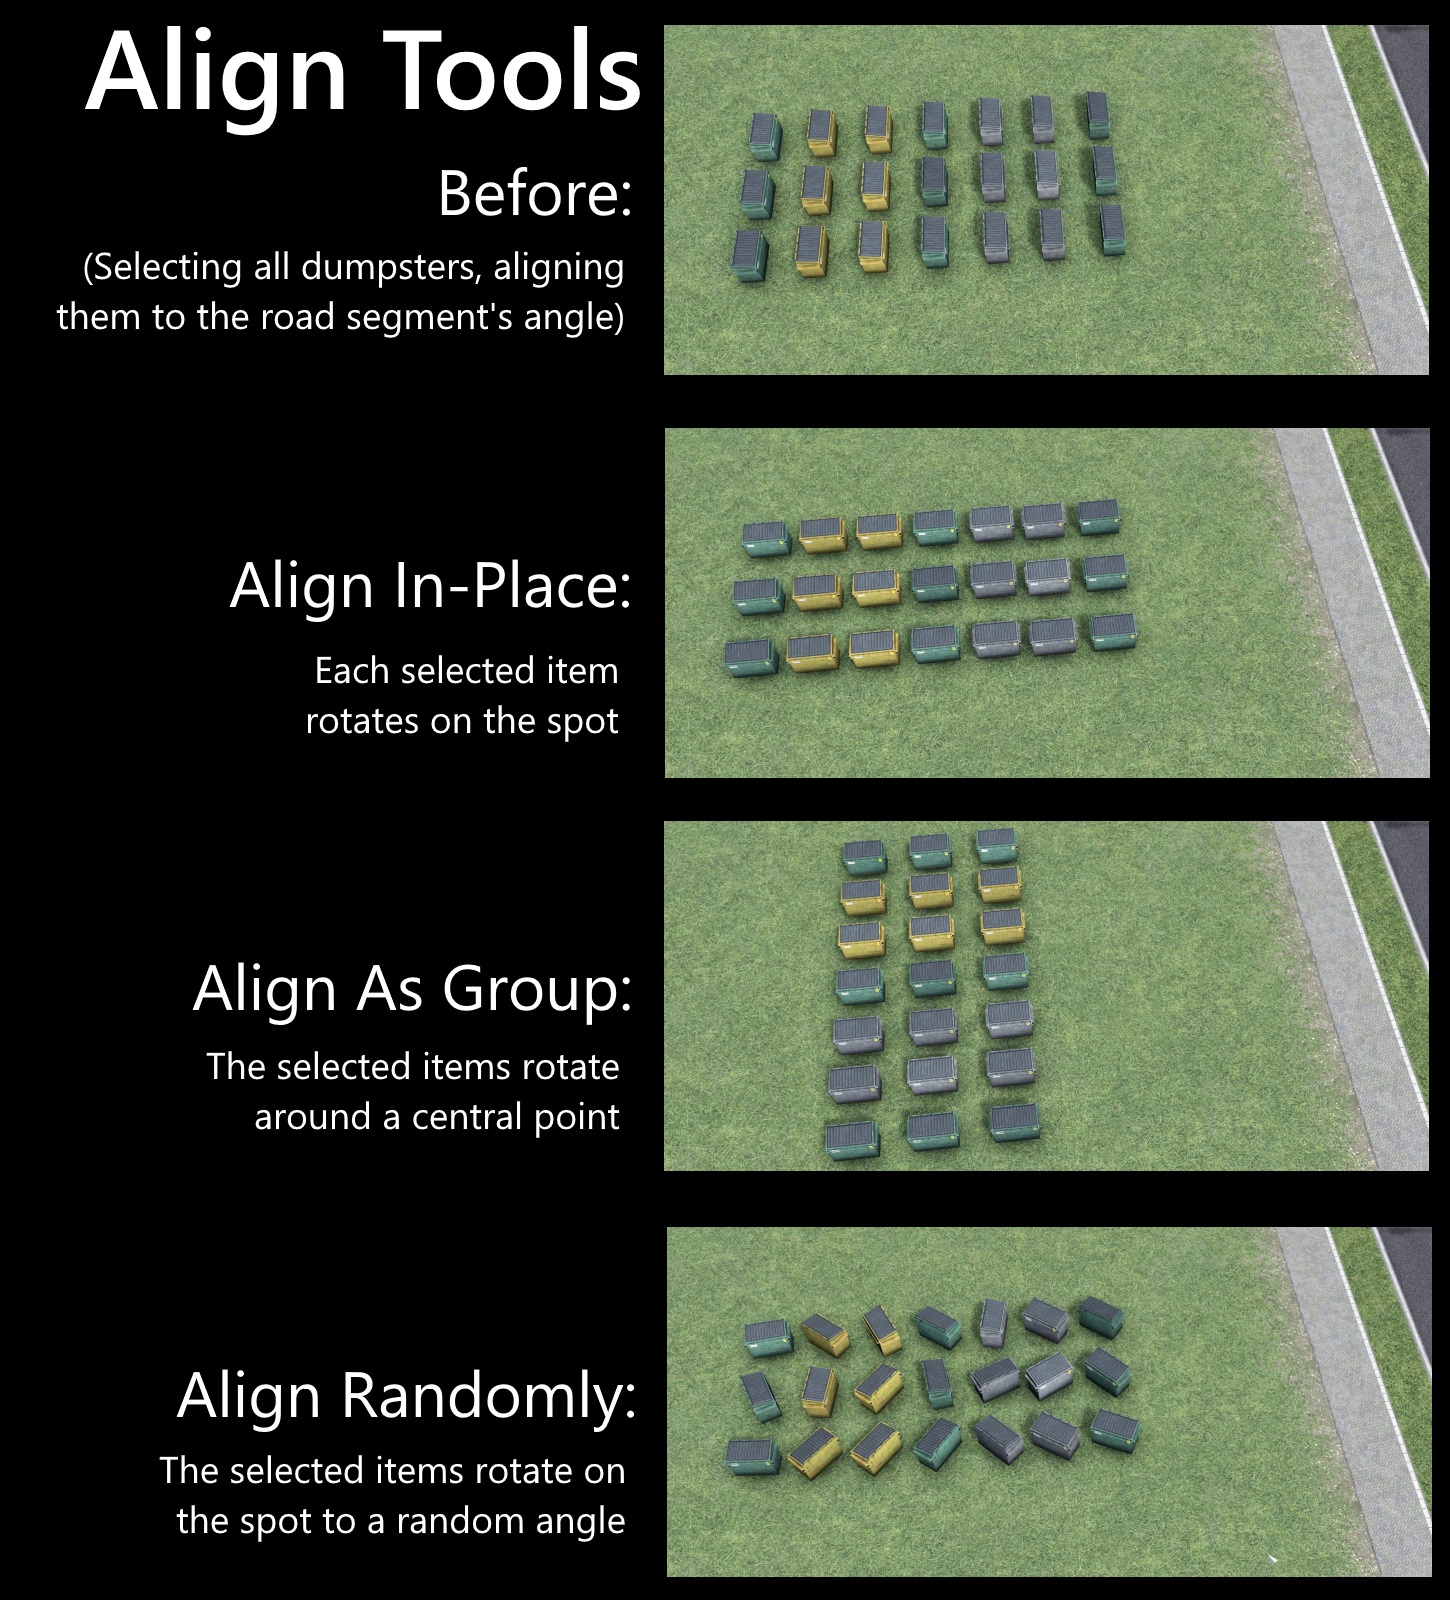 Align Tools
Before:
(Selecting all dumpsters, aligning
them to the road segment's angle)
Align In-Place:
Each selected item
rotates on the spot
Align As Group:
The selected items rotate
around a central point
Align Randomly:
The selected items rotate on
the spot to a random angle